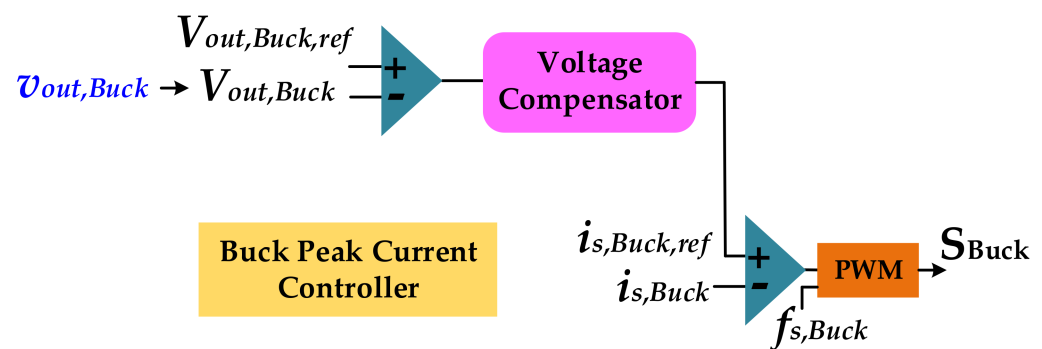 Vout,Buck,ref
vout,Buck
Vout,Buck
+
-
Voltage
Compensator
Buck Peak Current
Controller
is,Buck,ref
is,Buck
+
-
PWM
SBuck
fs,Buck